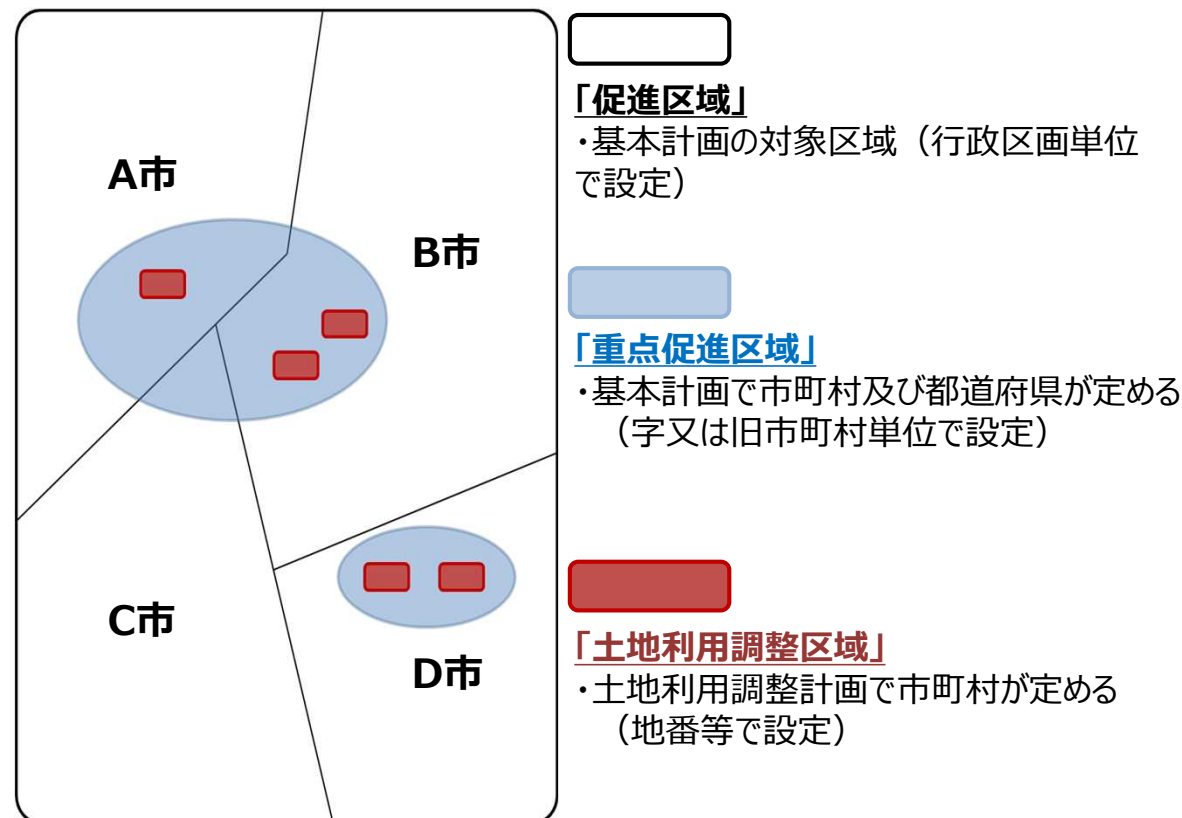 A市
B市
C市
D市
「促進区域」
・基本計画の対象区域（行政区画単位
で設定）
「重点促進区域」
・基本計画で市町村及び都道府県が定める
（字又は旧市町村単位で設定）
「土地利用調整区域」
・土地利用調整計画で市町村が定める
（地番等で設定）